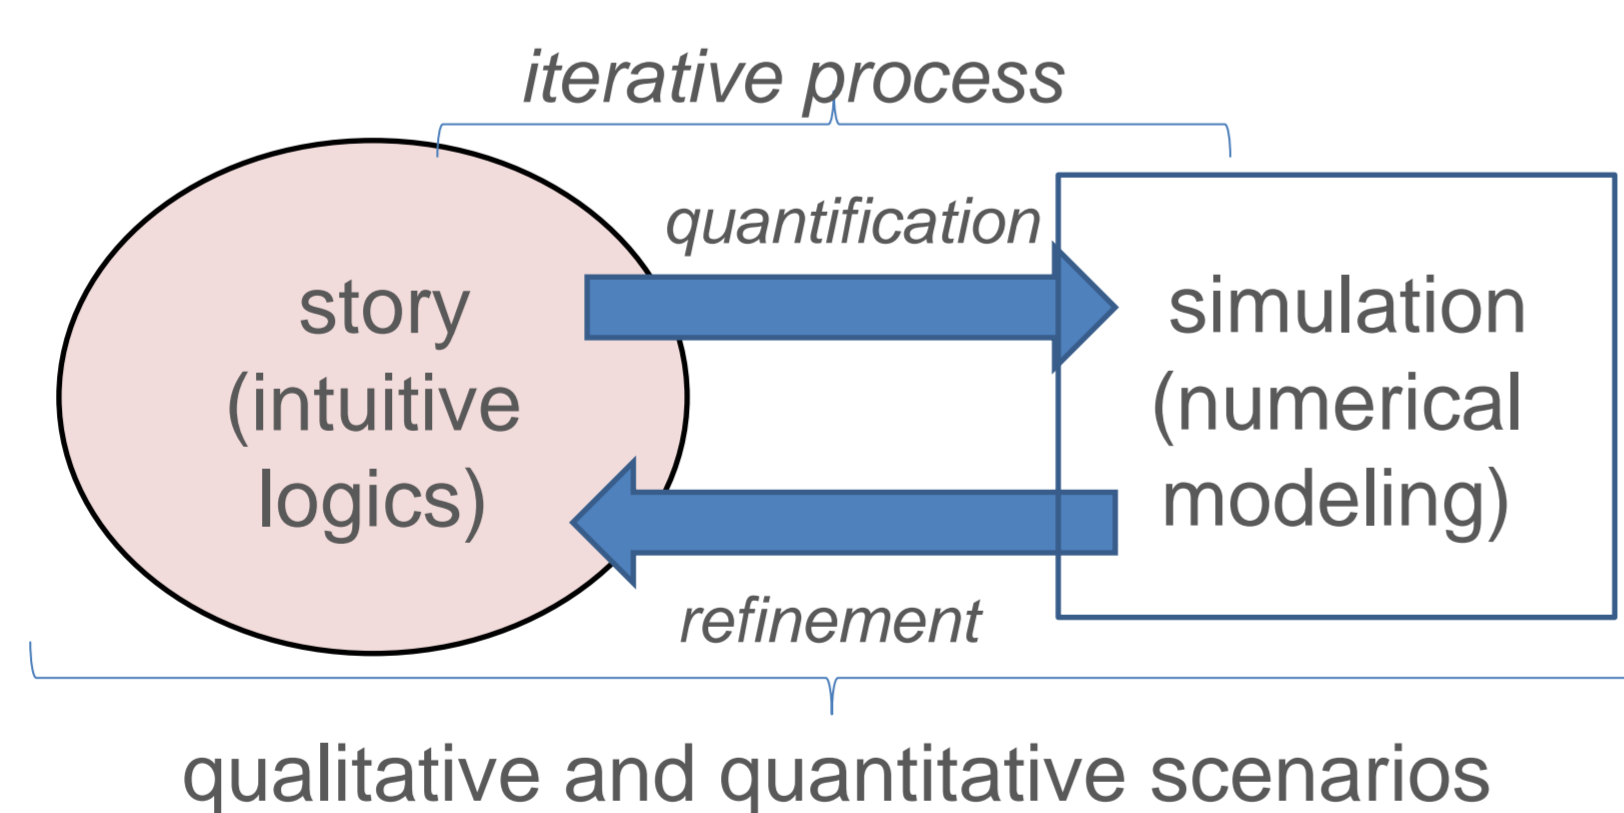 iterative process
quantification
story
(intuitive
logics)
simulation
(numerical
modeling)
refinement
qualitative and quantitative scenarios